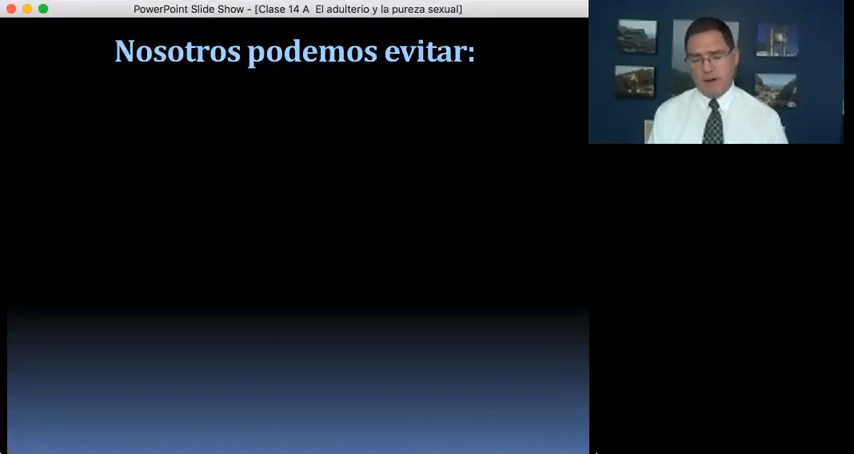 PowerPoint Slide Show - [Clase 14 A  El adulterio y la pureza sexual]
Nosotros podemos evitar: